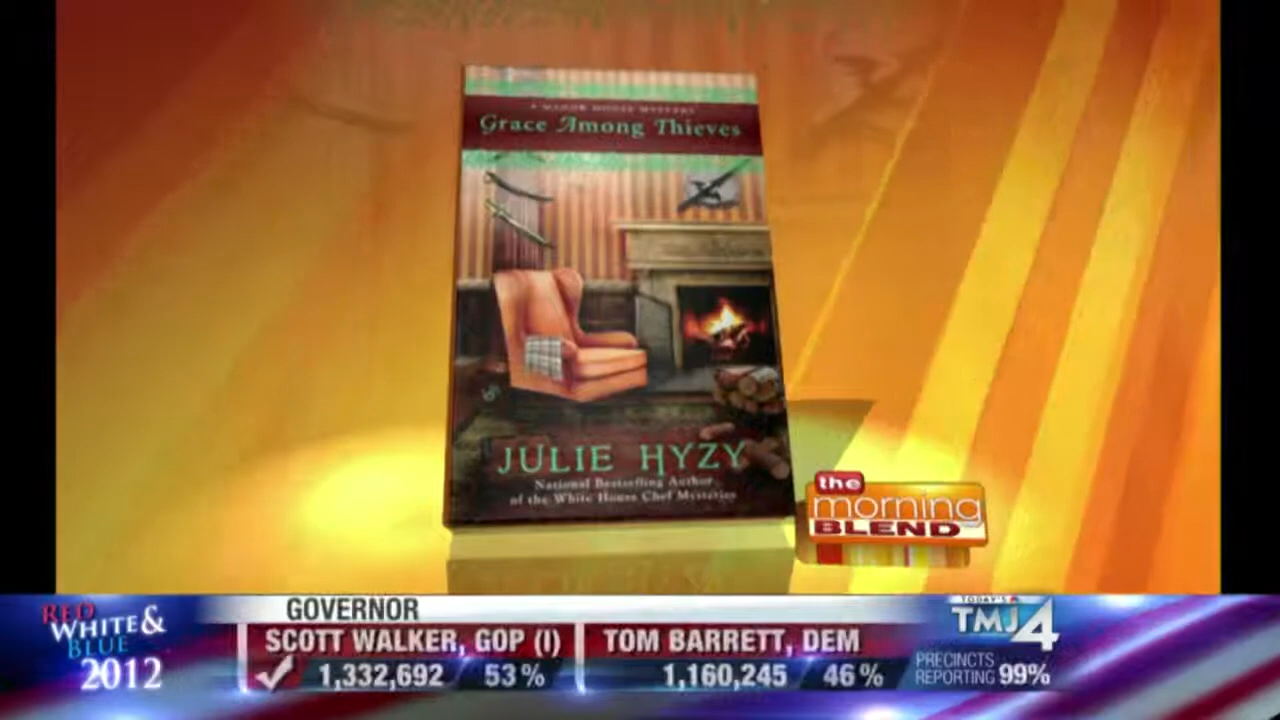 A MANOR HOUSE MYSTERY
Grace Among Thieves
JULIE HYZY
National Bestselling Author
of the White House Chef Mysteries
the
morning
BLEND
RED
WHITE &
BLUE
2012
GOVERNOR
SCOTT WALKER, GOP (I)
1,332,692 53%
TOM BARRETT, DEM
1,160,245 46%
TODAY'S
TMJ4
PRECINCTS
REPORTING 99%